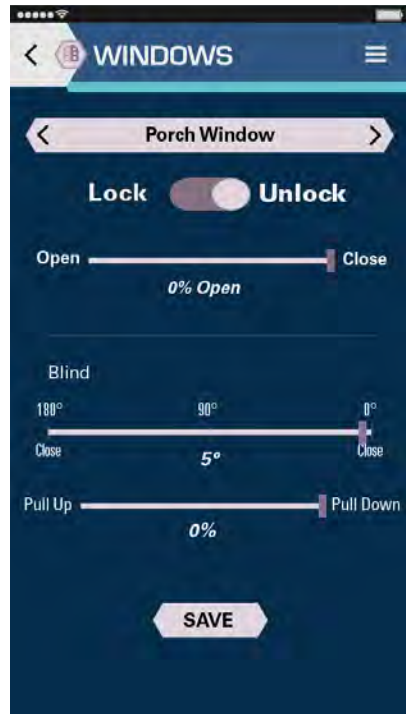 WINDOWS
Porch Window
Lock Unlock
Open Close
0% Open
Blind
180° 90° 0°
Close 5° Close
Pull Up Pull Down
0%
SAVE